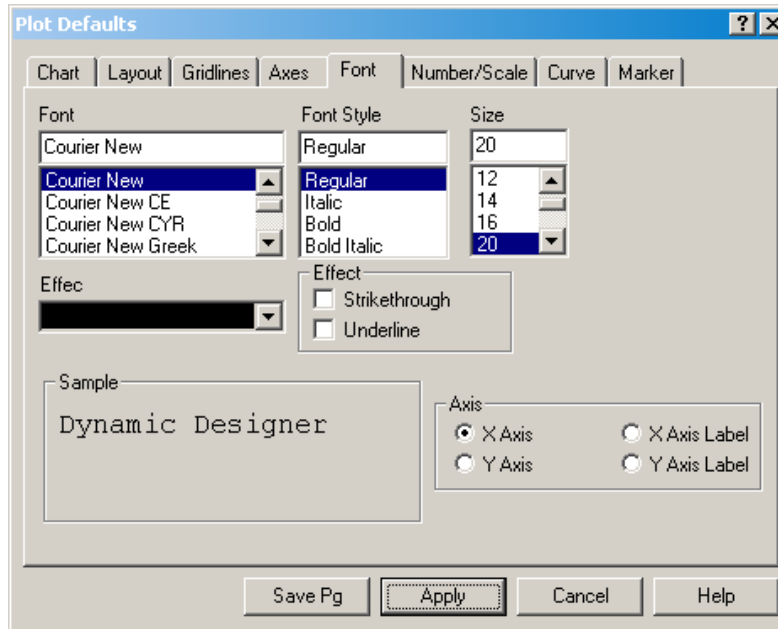 Plot Defaults
Chart Layout Gridlines Axes Font Number/Scale Curve Marker
Font Font Style Size
Courier New Regular 20
Courier New Regular 12
Courier New CE Italic 14
Courier New CYR Bold 16
Courier New Greek Bold Italic 20
Effec Effect
Strikethrough
Underline
Sample
Dynamic Designer
Axis
X Axis X Axis Label
Y Axis Y Axis Label
Save Pg Apply Cancel Help